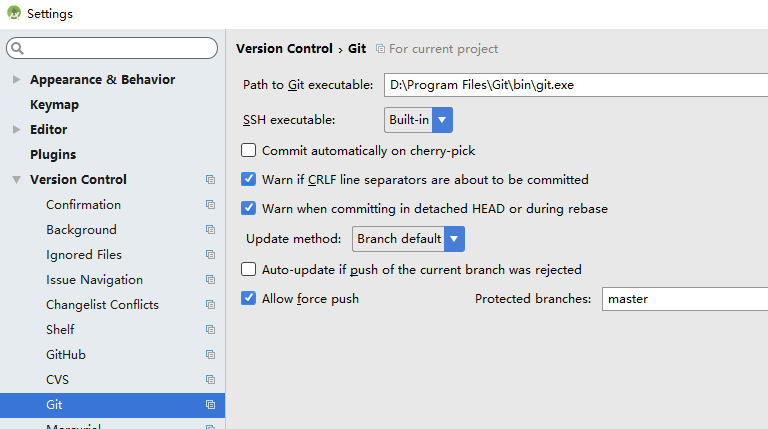 Settings
Appearance & Behavior
Keymap
Editor
Plugins
Version Control
Confirmation
Background
Ignored Files
Issue Navigation
Changelist Conflicts
Shelf
GitHub
CVS
Git
Mercurial
Version Control › Git For current project
Path to Git executable: D:\Program Files\Git\bin\git.exe
SSH executable: Built-in
Commit automatically on cherry-pick
Warn if CRLF line separators are about to be committed
Warn when committing in detached HEAD or during rebase
Update method: Branch default
Auto-update if push of the current branch was rejected
Allow force push Protected branches: master